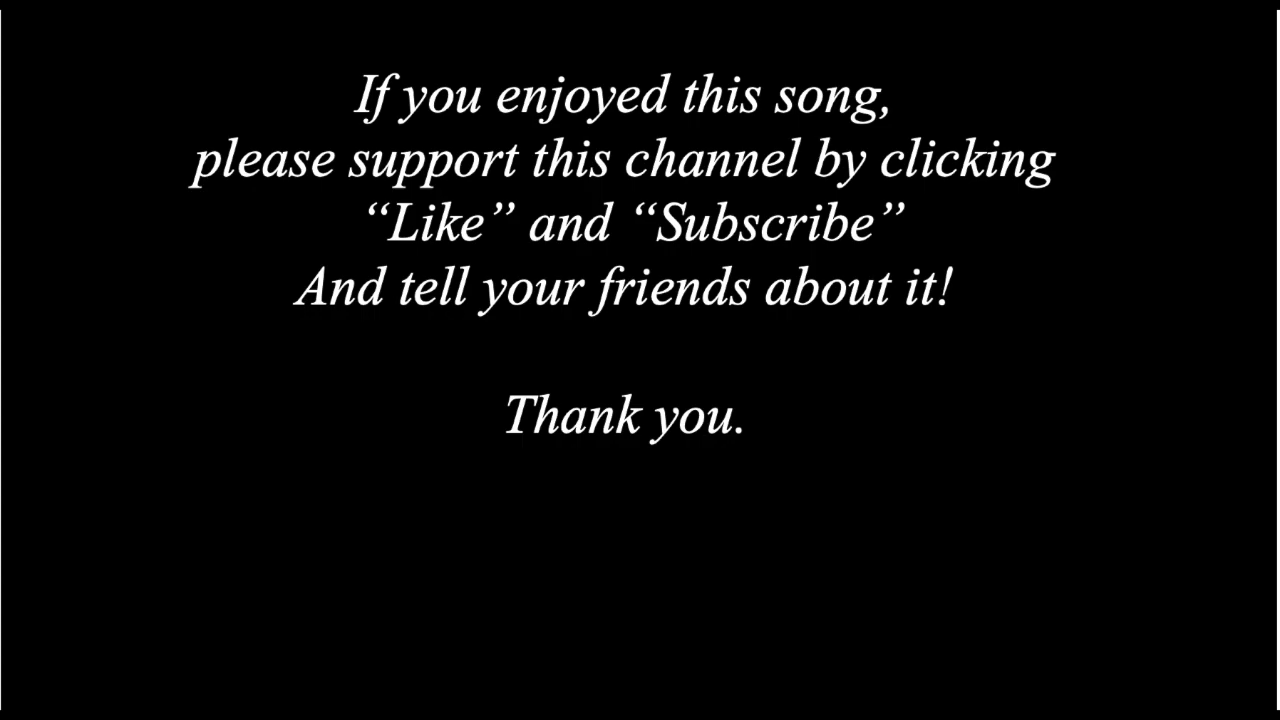 If you enjoyed this song,
please support this channel by clicking
“Like” and “Subscribe”
And tell your friends about it!
Thank you.